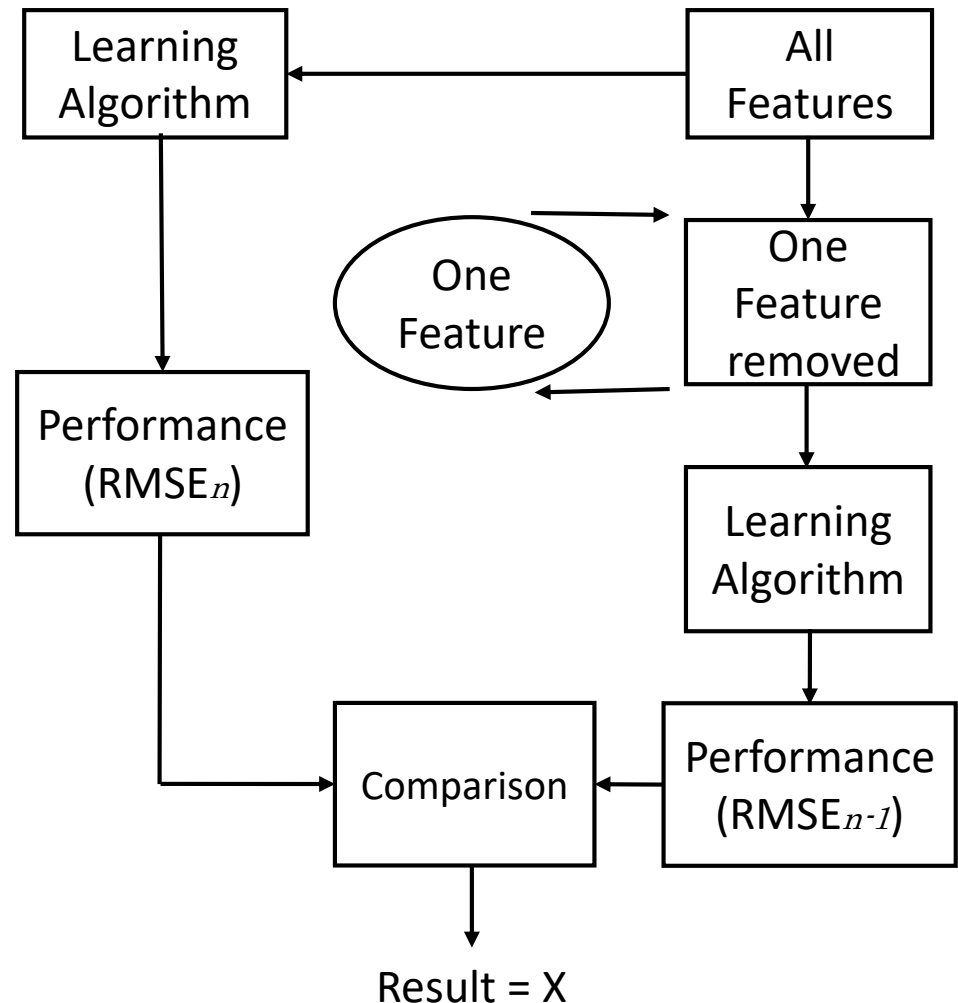 Learning
Algorithm
All
Features
One
Feature
One
Feature
removed
Performance
(RMSEn)
Learning
Algorithm
Comparison
Performance
(RMSEn-1)
Result = X